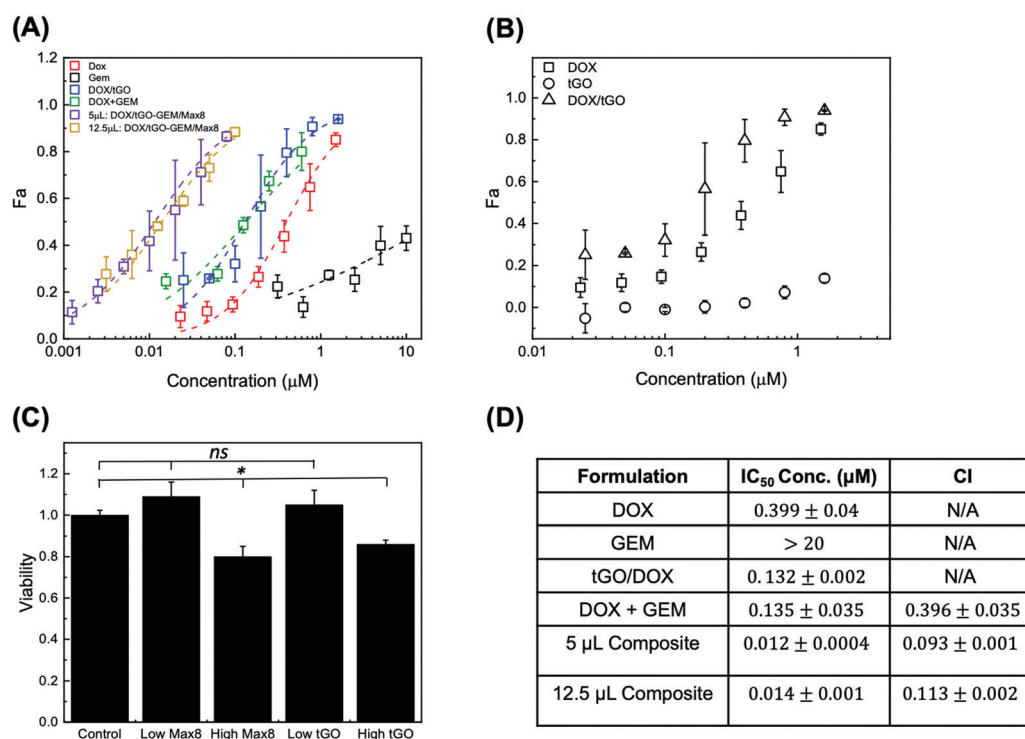 (A)
1.2
1.0
0.8
0.6
0.4
0.2
0.0
Fa
Dox
Gem
DOX/tGO
DOX+GEM
5µL: DOX/tGO-GEM/Max8
12.5µL: DOX/tGO-GEM/Max8
0.001 0.01 0.1 1 10
Concentration (µM)
(B)
1.0
0.8
0.6
0.4
0.2
0.0
Fa
DOX
tGO
DOX/tGO
0.01 0.1 1
Concentration (µM)
(C)
ns
*
1.2
1.0
0.8
0.6
0.4
0.2
0.0
Viability
Control Low Max8 High Max8 Low tGO High tGO
(D)
Formulation IC50 Conc. (µM) CI
DOX 0.399 ± 0.04 N/A
GEM > 20 N/A
tGO/DOX 0.132 ± 0.002 N/A
DOX + GEM 0.135 ± 0.035 0.396 ± 0.035
5 µL Composite 0.012 ± 0.0004 0.093 ± 0.001
12.5 µL Composite 0.014 ± 0.001 0.113 ± 0.002